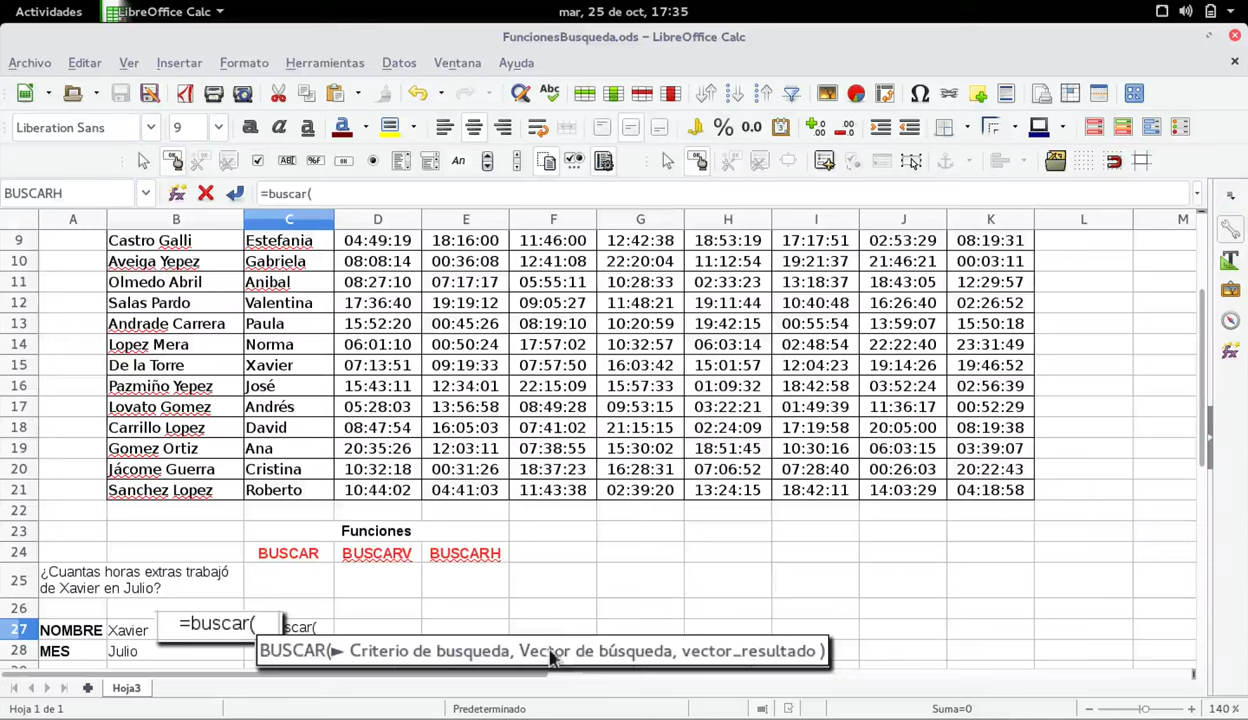 Actividades LibreOffice Calc mar, 25 de oct, 17:35
FuncionesBusqueda.ods — LibreOffice Calc
Archivo Editar Ver Insertar Formato Herramientas Datos Ventana Ayuda
Liberation Sans 9
BUSCARH =buscar(
A B C D E F G H I J K L M
9 Castro Galli Estefania 04:49:19 18:16:00 11:46:00 12:42:38 18:53:19 17:17:51 02:53:29 08:19:31
10 Aveiga Yepez Gabriela 08:08:14 00:36:08 12:41:08 22:20:04 11:12:54 19:21:37 21:46:21 00:03:11
11 Olmedo Abril Anibal 08:27:10 07:17:17 05:55:11 10:28:33 02:33:23 13:18:37 18:43:05 12:29:57
12 Salas Pardo Valentina 17:36:40 19:19:12 09:05:27 11:48:21 19:11:44 10:40:48 16:26:40 02:26:52
13 Andrade Carrera Paula 15:52:20 00:45:26 08:19:10 10:20:59 19:42:15 00:55:54 13:59:07 15:50:18
14 Lopez Mera Norma 06:01:10 00:50:24 17:57:02 10:32:57 06:03:14 02:48:54 22:22:40 23:31:49
15 De la Torre Xavier 07:13:51 09:19:33 07:57:50 16:03:42 15:01:57 12:04:23 19:14:26 19:46:52
16 Pazmiño Yepez José 15:43:11 12:34:01 22:15:09 15:57:33 01:09:32 18:42:58 03:52:24 02:56:39
17 Lovato Gomez Andrés 05:28:03 13:56:58 08:49:28 09:53:15 03:22:21 01:49:39 11:36:17 00:52:29
18 Carrillo Lopez David 08:47:54 16:05:03 07:41:02 21:15:15 02:24:09 17:19:58 20:05:00 08:19:38
19 Gomez Ortiz Ana 20:35:26 12:03:11 07:38:55 15:30:02 18:51:45 10:30:16 06:03:15 03:39:07
20 Jácome Guerra Cristina 10:32:18 00:31:26 18:37:23 16:28:31 07:06:52 07:28:40 00:26:03 20:22:43
21 Sanchez Lopez Roberto 10:44:02 04:41:03 11:43:38 02:39:20 13:24:15 18:42:11 14:03:29 04:18:58
22
23 Funciones
24 BUSCAR BUSCARV BUSCARH
¿Cuantas horas extras trabajó
25
de Xavier en Julio?
26
27 NOMBRE Xavier =buscar( scar(
28 MES Julio BUSCAR(► Criterio de busqueda, Vector de búsqueda, vector_resultado )
Hoja3
Hoja 1 de 1 Predeterminado Suma=0 140 %